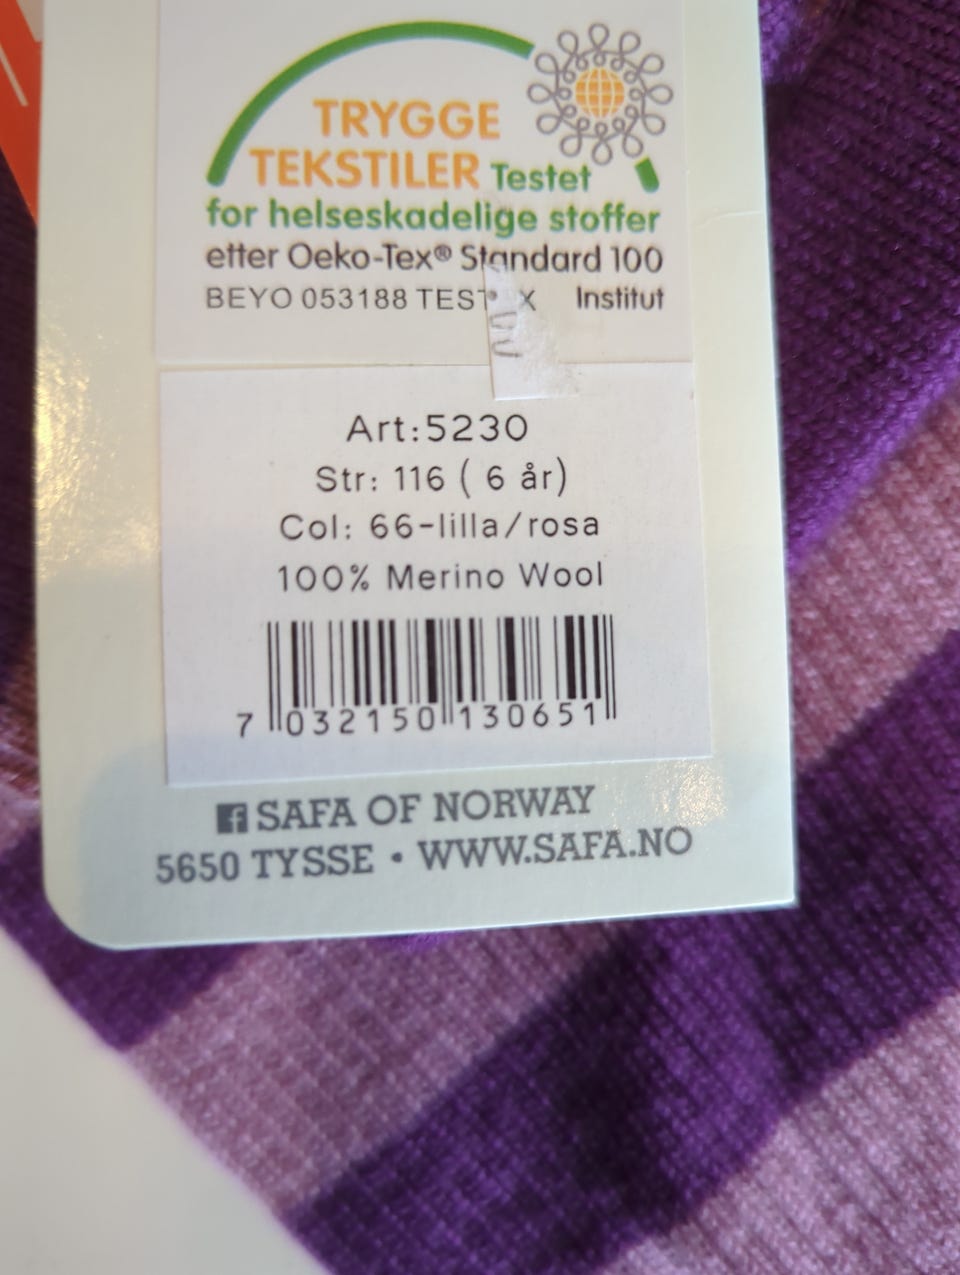 TRYGGE
TEKSTILER Testet
for helseskadelige stoffer
etter Oeko-Tex® Standard 100
BEYO 053188 Institut
Art:5230
Str: 116 ( 6 år)
Col: 66-lilla/rosa
100% Merino Wool
7 032150 130651
SAFA OF NORWAY
5650 TYSSE • WWW.SAFA.NO